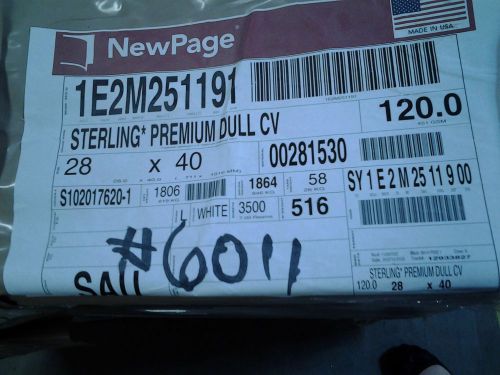 NewPage
MADE IN U.S.A.
1E2M251191
1E2M251191
120.0
STERLING* PREMIUM DULL CV
28 X 40
00281530
S102017620-1
1806
1864
58
SY 1 E 2 M 25 11 9 00
WHITE
3500
516
#6011
STERLING* PREMIUM DULL CV
120.0 28 x 40